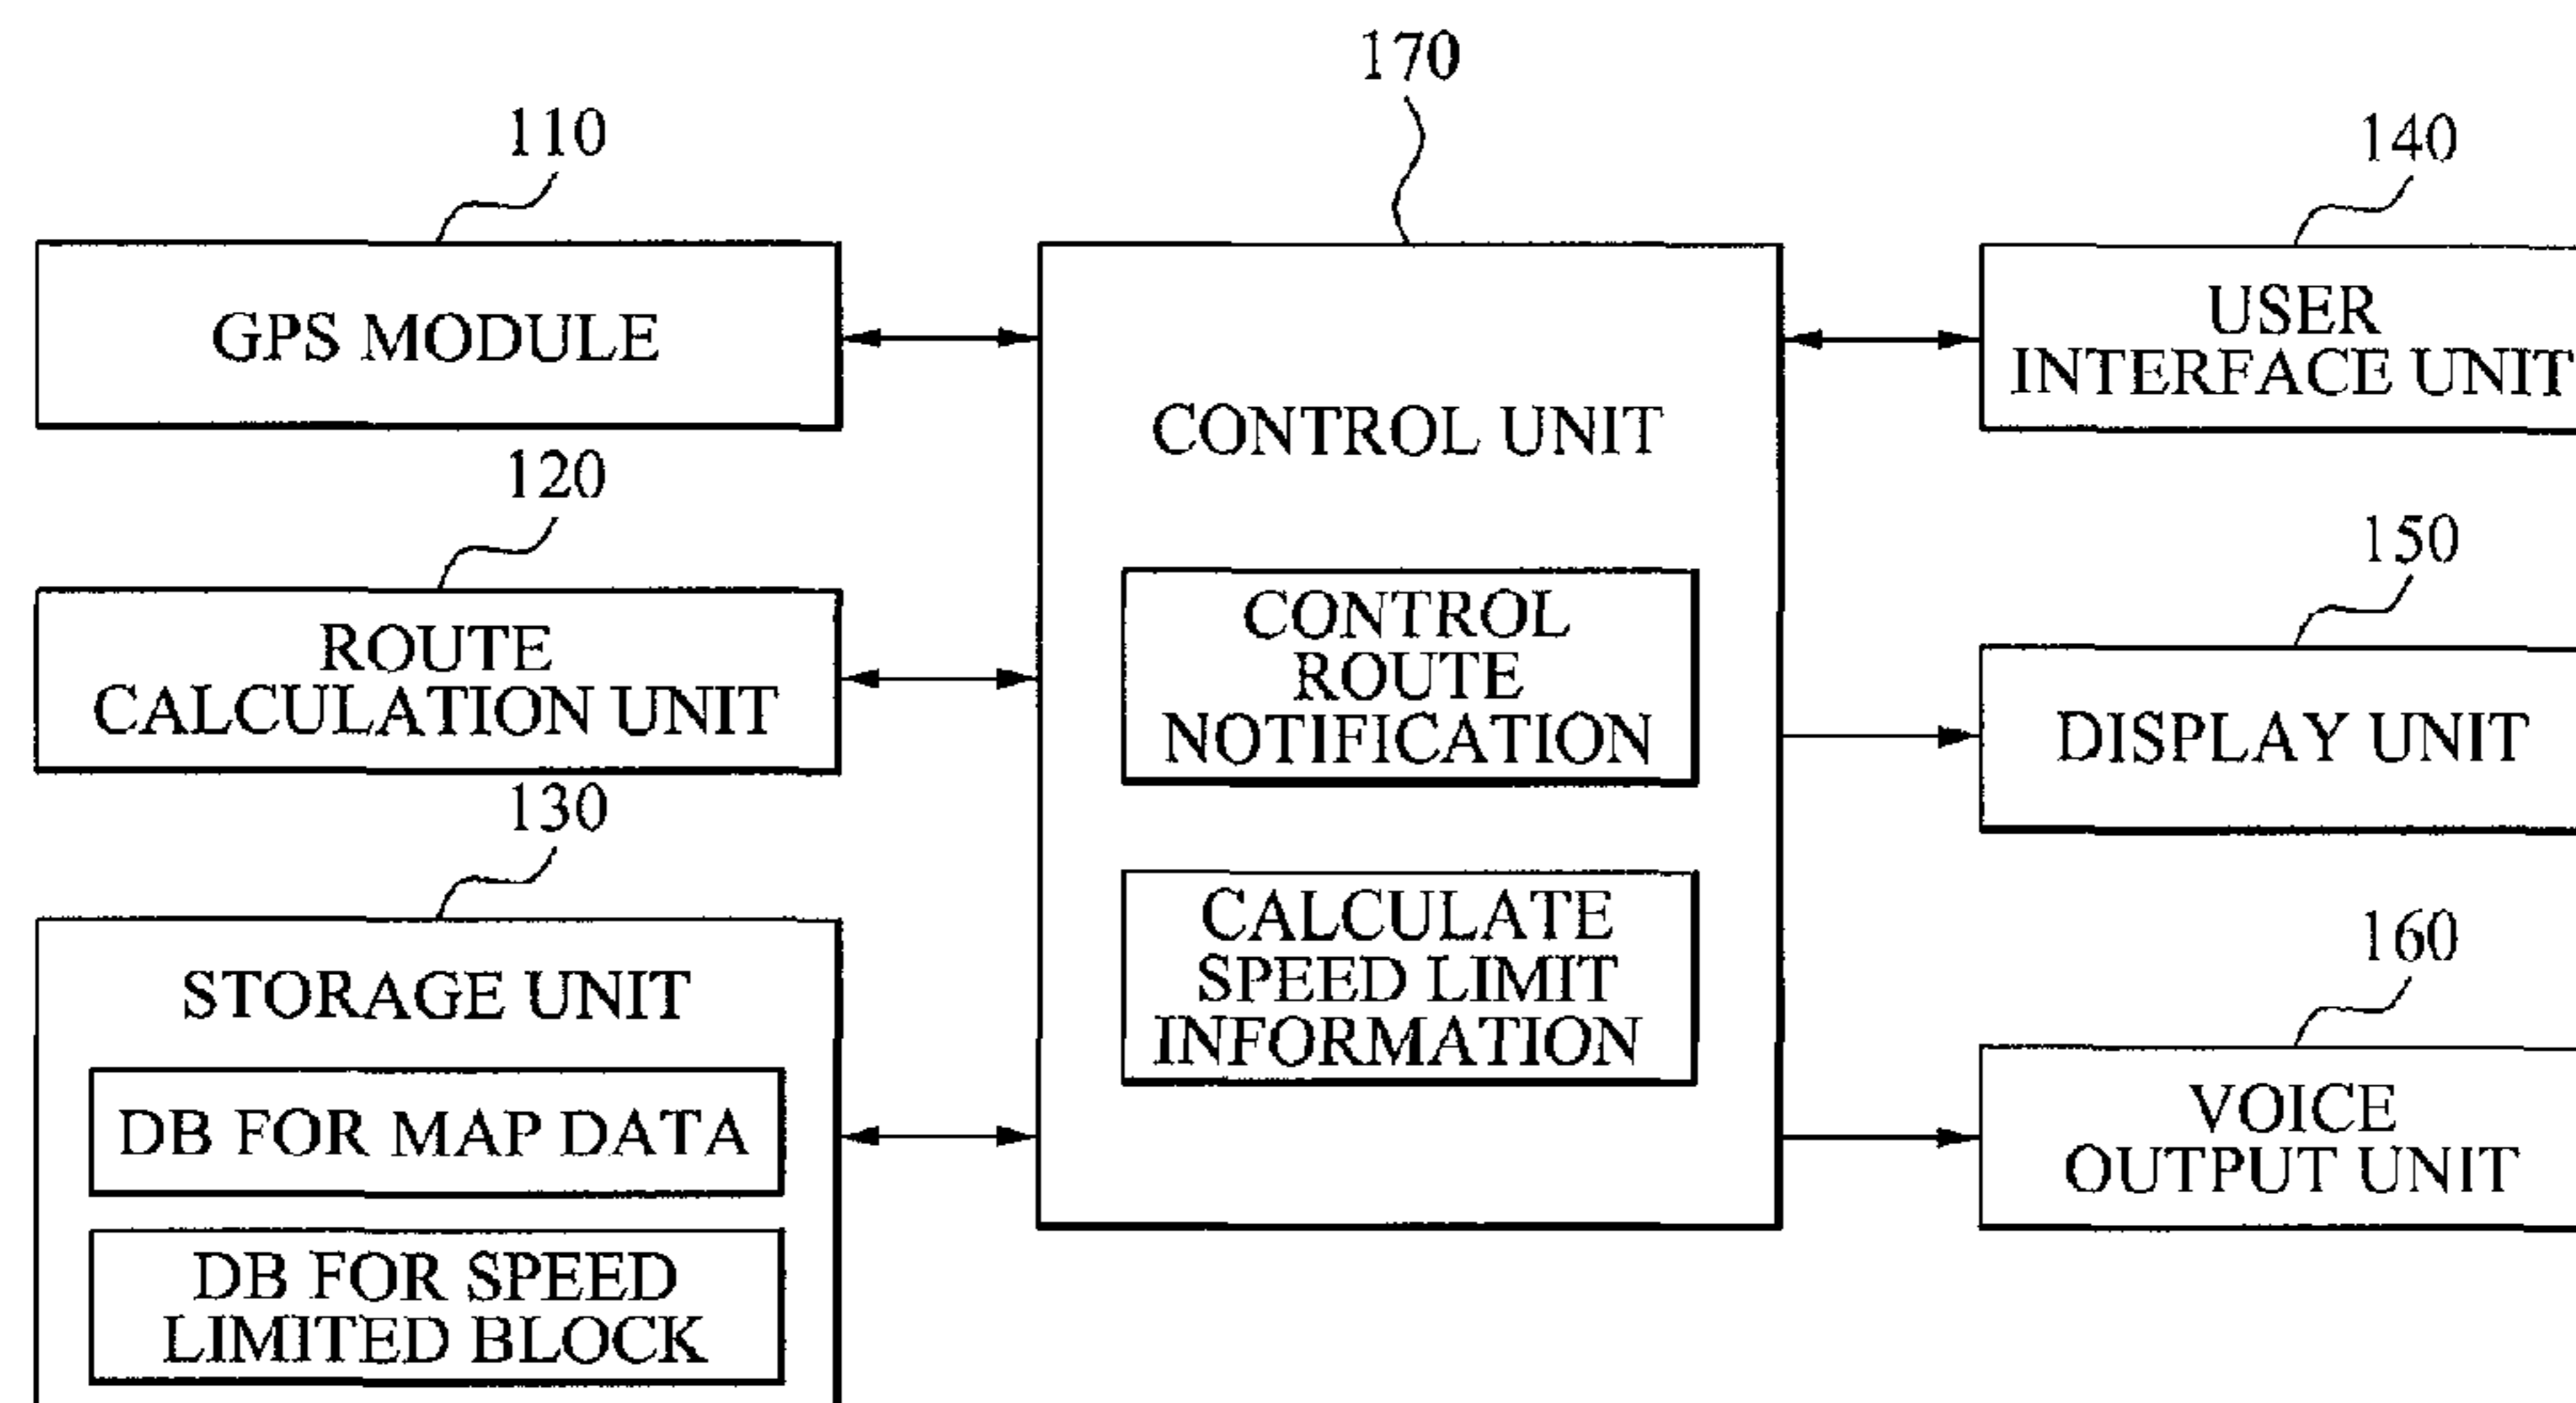 170
110
140
GPS MODULE
USER
INTERFACE UNIT
CONTROL UNIT
120
150
ROUTE
CALCULATION UNIT
CONTROL
ROUTE
NOTIFICATION
DISPLAY UNIT
130
160
STORAGE UNIT
CALCULATE
SPEED LIMIT
INFORMATION
DB FOR MAP DATA
VOICE
OUTPUT UNIT
DB FOR SPEED
LIMITED BLOCK